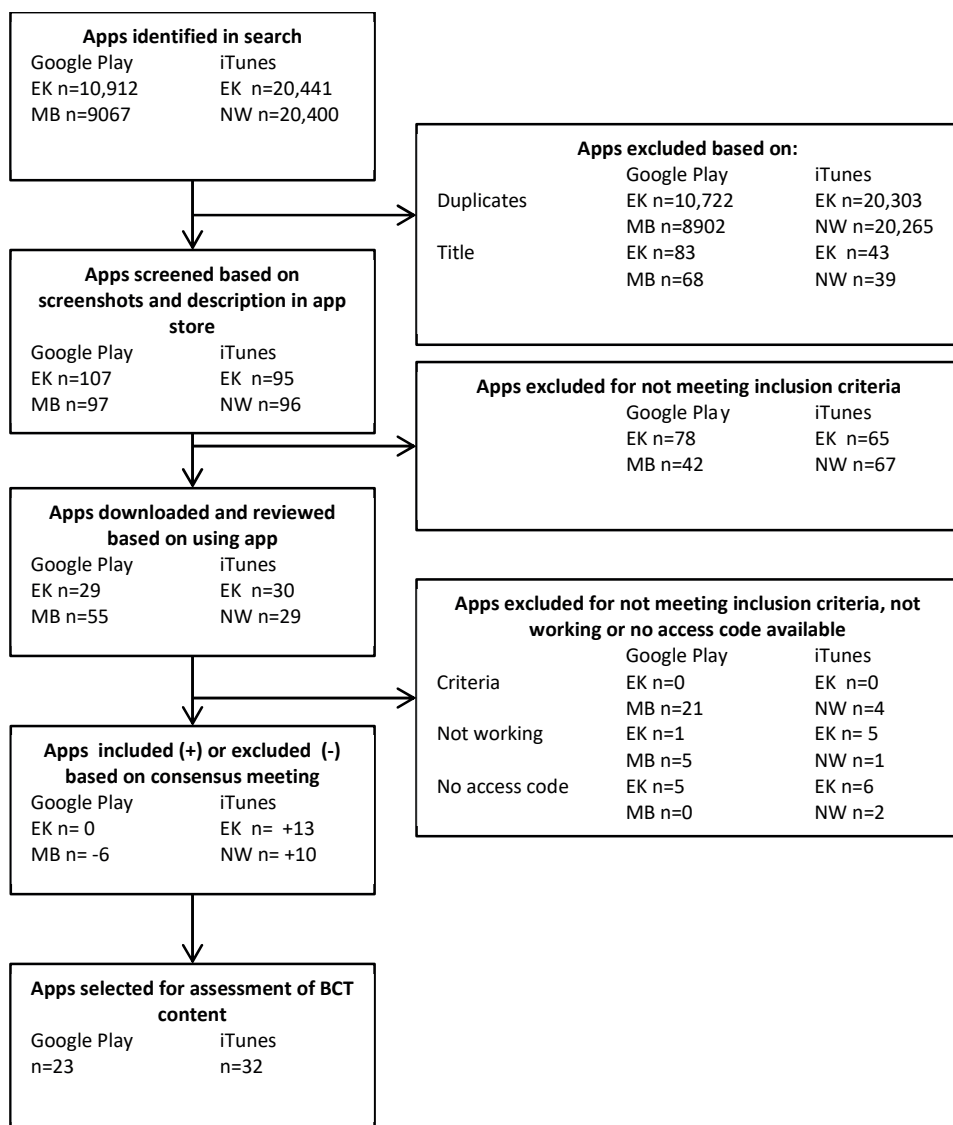 Apps identified in search
Google Play iTunes
EK n=10,912 EK n=20,441
MB n=9067 NW n=20,400
Apps excluded based on:
Google Play iTunes
Duplicates EK n=10,722 EK n=20,303
MB n=8902 NW n=20,265
Title EK n=83 EK n=43
MB n=68 NW n=39
Apps screened based on
screenshots and description in app
store
Google Play iTunes
EK n=107 EK n=95
MB n=97 NW n=96
Apps excluded for not meeting inclusion criteria
Google Play iTunes
EK n=78 EK n=65
MB n=42 NW n=67
Apps downloaded and reviewed
based on using app
Google Play iTunes
EK n=29 EK n=30
MB n=55 NW n=29
Apps excluded for not meeting inclusion criteria, not
working or no access code available
Google Play iTunes
Criteria EK n=0 EK n=0
MB n=21 NW n=4
Not working EK n=1 EK n= 5
MB n=5 NW n=1
No access code EK n=5 EK n=6
MB n=0 NW n=2
Apps included (+) or excluded (-)
based on consensus meeting
Google Play iTunes
EK n= 0 EK n= +13
MB n= -6 NW n= +10
Apps selected for assessment of BCT
content
Google Play iTunes
n=23 n=32